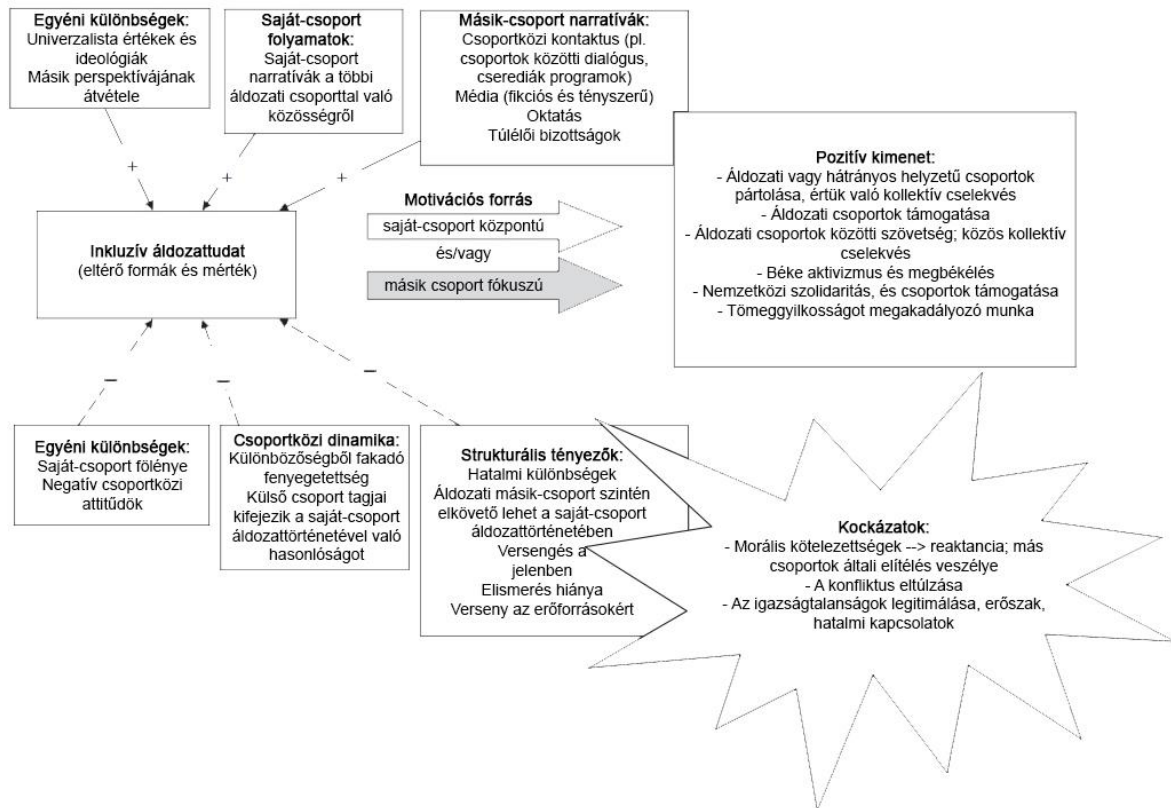 Egyéni különbségek:
Univerzalista értékek és
ideológiák
Másik perspektívájának
átvétele
Saját-csoport
folyamatok:
Saját-csoport
narratívák a többi
áldozati csoporttal való
közösségről
Másik-csoport narratívák:
Csoportközi kontaktus (pl.
csoportok közötti dialógus,
cserediák programok)
Média (fikciós és tényszerű)
Oktatás
Túlélői bizottságok
+
+
+
Inkluzív áldozattudat
(eltérő formák és mérték)
Motivációs forrás
saját-csoport központú
és/vagy
másik csoport fókuszú
Pozitív kimenet:
- Áldozati vagy hátrányos helyzetű csoportok
pártolása, értük való kollektív cselekvés
- Áldozati csoportok támogatása
- Áldozati csoportok közötti szövetség; közös kollektív
cselekvés
- Béke aktivizmus és megbékélés
- Nemzetközi szolidaritás, és csoportok támogatása
- Tömeggyilkosságot megakadályozó munka
–
–
–
Egyéni különbségek:
Saját-csoport fölénye
Negatív csoportközi
attitűdök
Csoportközi dinamika:
Különbözőségből fakadó
fenyegetettség
Külső csoport tagjai
kifejezik a saját-csoport
áldozattörténetével való
hasonlóságot
Strukturális tényezők:
Hatalmi különbségek
Áldozati másik-csoport szintén
elkövető lehet a saját-csoport
áldozattörténetében
Versengés a
jelenben
Elismerés hiánya
Verseny az erőforrásokért
Kockázatok:
- Morális kötelezettségek --> reaktancia; más
csoportok általi elítélés veszélye
- A konfliktus eltúlzása
- Az igazságtalanságok legitimálása, erőszak,
hatalmi kapcsolatok